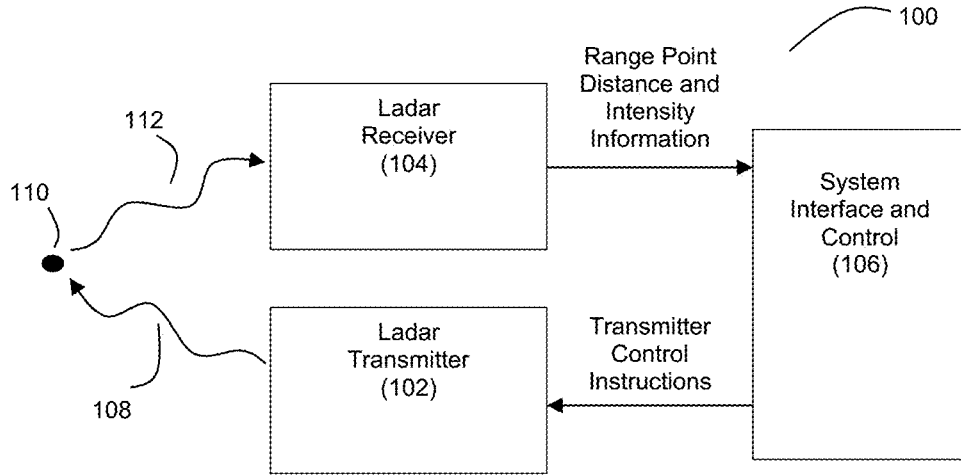 100
Range Point
Distance and
Intensity
Information
112
Ladar
Receiver
(104)
110
System
Interface and
Control
(106)
Ladar
Transmitter
(102)
Transmitter
Control
Instructions
108